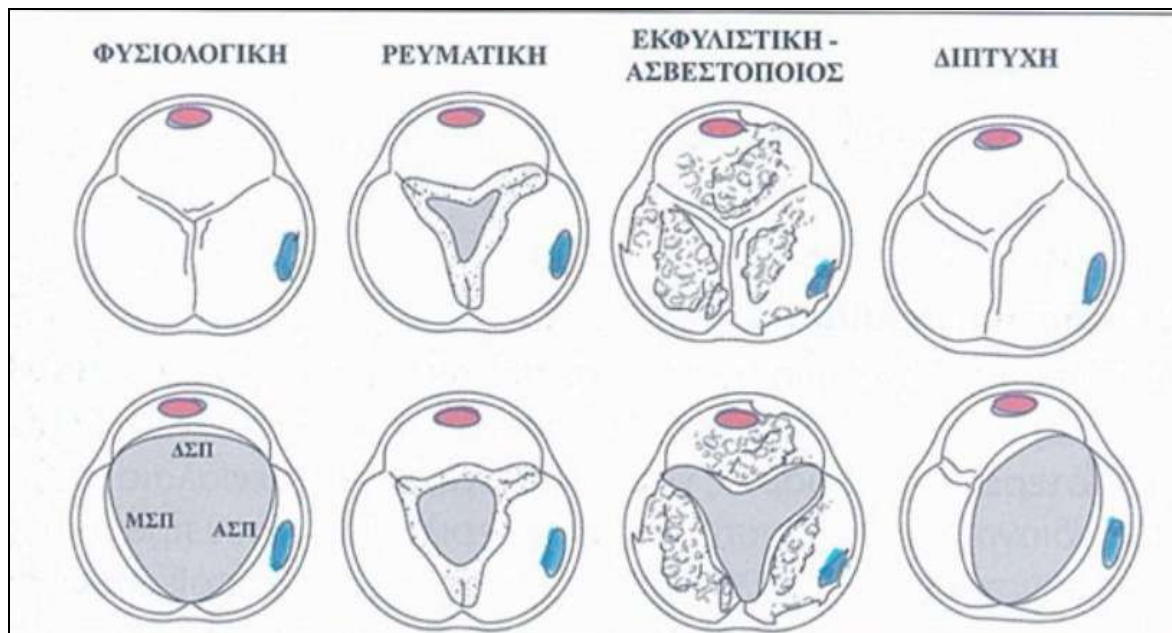 ΦΥΣΙΟΛΟΓΙΚΗ
ΡΕΥΜΑΤΙΚΗ
ΕΚΦΥΛΙΣΤΙΚΗ -
ΑΣΒΕΣΤΟΠΟΙΟΣ
ΔΙΠΤΥΧΗ
ΔΣΠ
ΜΣΠ
ΑΣΠ